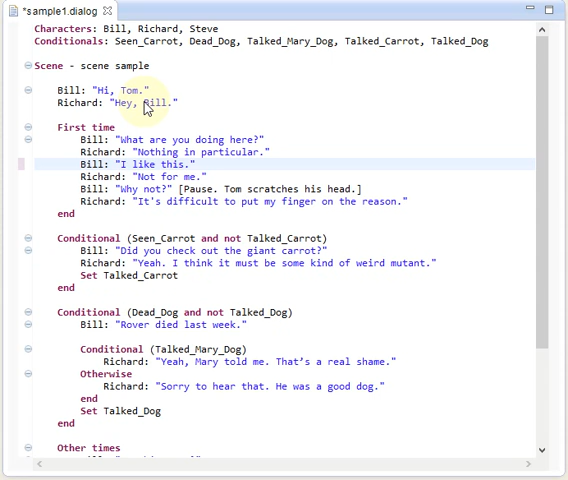 *sample1.dialog
Characters: Bill, Richard, Steve
Conditionals: Seen_Carrot, Dead_Dog, Talked_Mary_Dog, Talked_Carrot, Talked_Dog
Scene - scene sample
Bill: "Hi, Tom."
Richard: "Hey, Bill."
First time
Bill: "What are you doing here?"
Richard: "Nothing in particular."
Bill: "I like this."
Richard: "Not for me."
Bill: "Why not?" [Pause. Tom scratches his head.]
Richard: "It's difficult to put my finger on the reason."
end
Conditional (Seen_Carrot and not Talked_Carrot)
Bill: "Did you check out the giant carrot?"
Richard: "Yeah. I think it must be some kind of weird mutant."
Set Talked_Carrot
end
Conditional (Dead_Dog and not Talked_Dog)
Bill: "Rover died last week."
Conditional (Talked_Mary_Dog)
Richard: "Yeah, Mary told me. That’s a real shame."
Otherwise
Richard: "Sorry to hear that. He was a good dog."
end
Set Talked_Dog
end
Other times